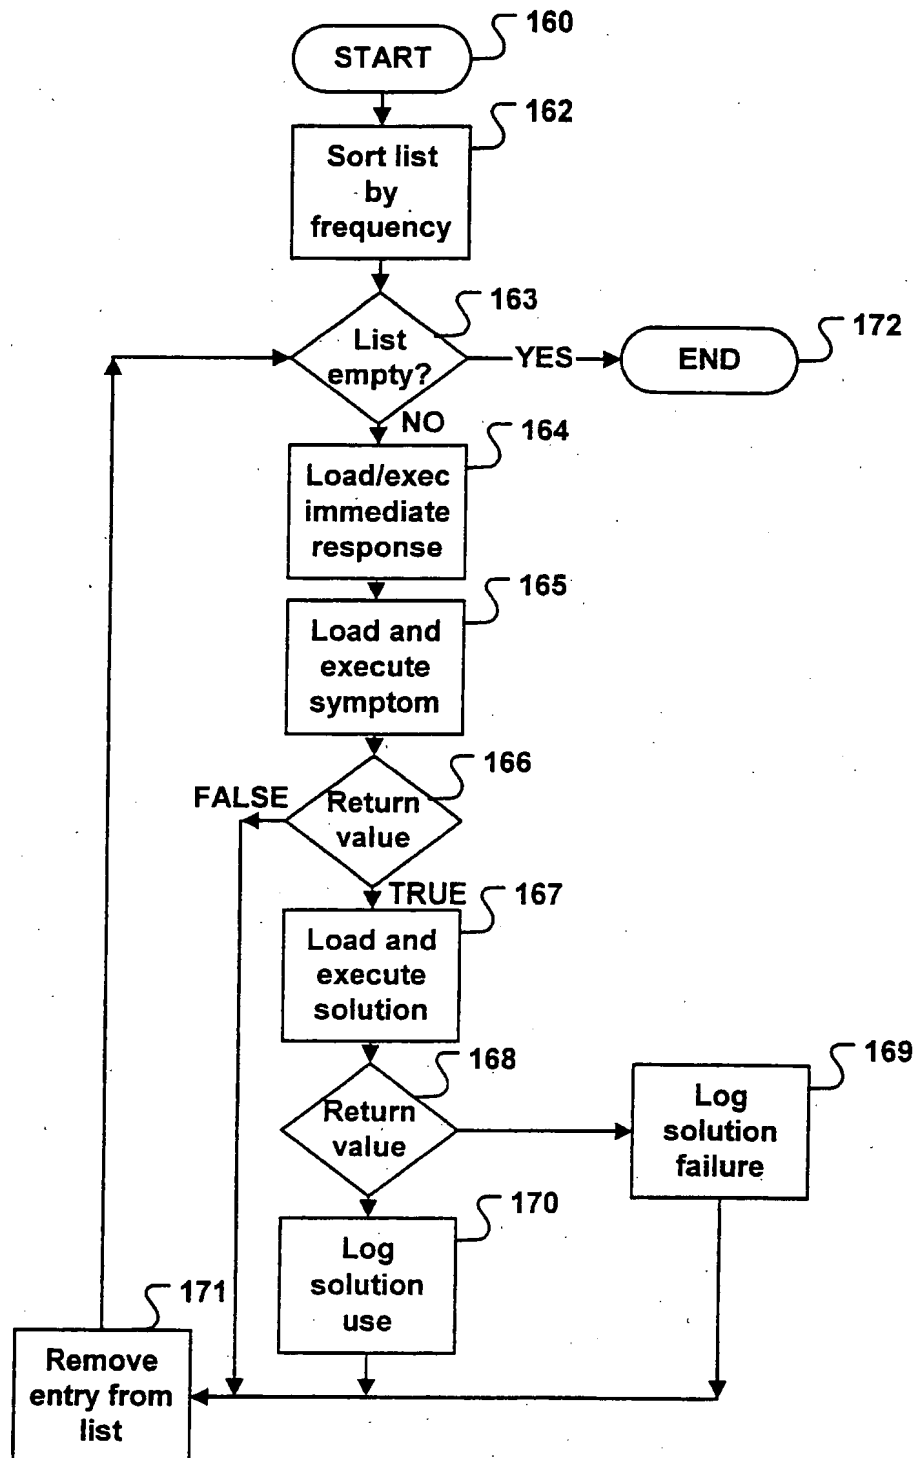 160
START
162
Sort list
by
frequency
163
List
empty?
YES
172
END
NO
164
Load/exec
immediate
response
165
Load and
execute
symptom
166
FALSE
Return
value
TRUE
167
Load and
execute
solution
168
Return
value
169
Log
solution
failure
170
Log
solution
use
171
Remove
entry from
list